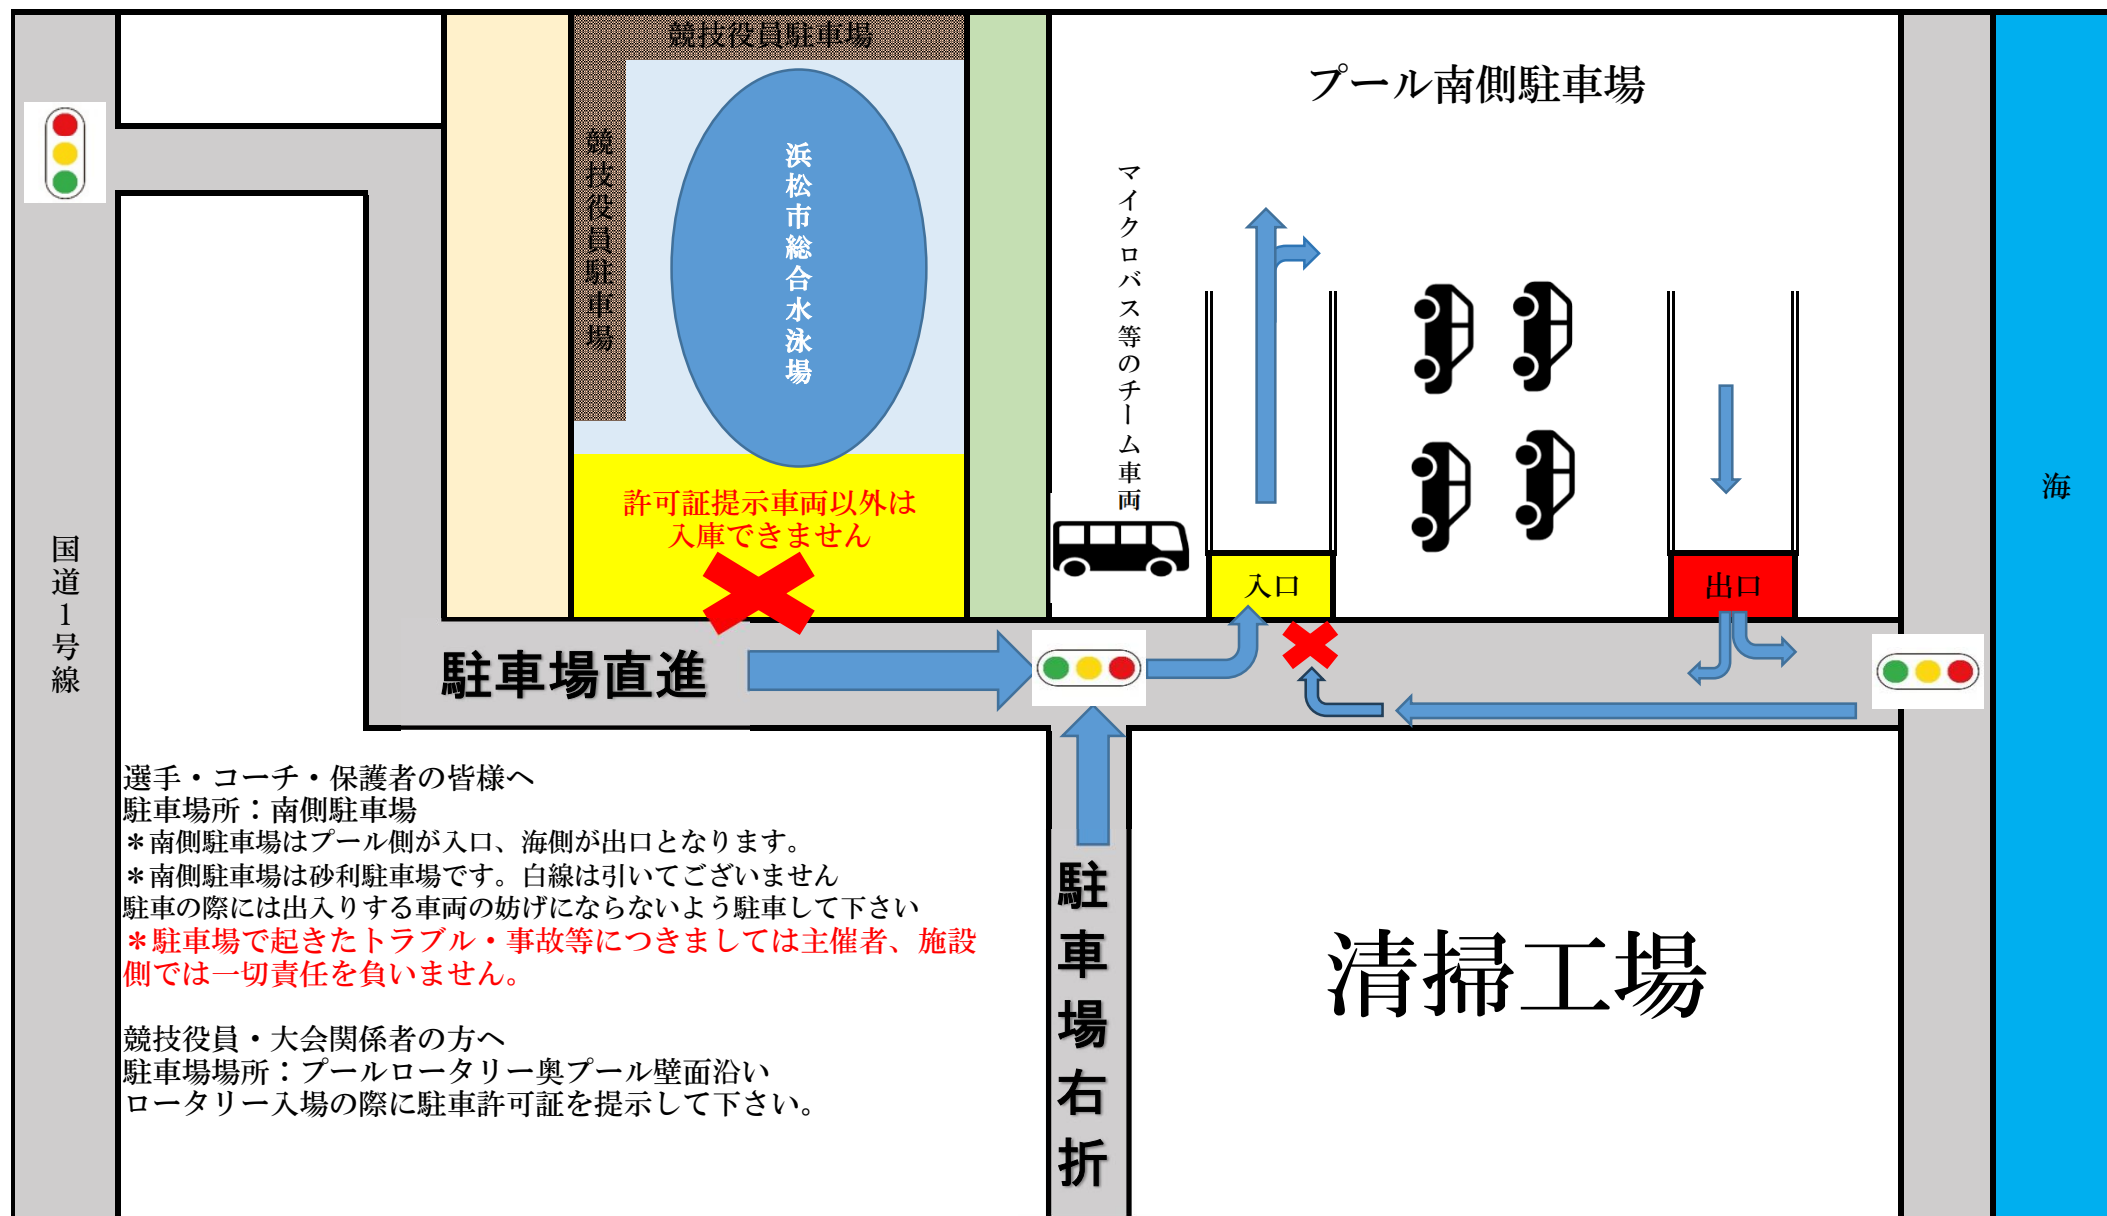 競技役員駐車場
競技役員駐車場
浜松市総合水泳場
許可証提示車両以外は
入庫できません
プール南側駐車場
マイクロバス等のチーム車両
入口
出口
海
国道1号線
駐車場直進
駐車場右折
清掃工場
選手・コーチ・保護者の皆様へ
駐車場所：南側駐車場
＊南側駐車場はプール側が入口、海側が出口となります。
＊南側駐車場は砂利駐車場です。白線は引いてございません
駐車の際には出入りする車両の妨げにならないよう駐車して下さい
＊駐車場で起きたトラブル・事故等につきましては主催者、施設
側では一切責任を負いません。
競技役員・大会関係者の方へ
駐車場場所：プールロータリー奥プール壁面沿い
ロータリー入場の際に駐車許可証を提示して下さい。